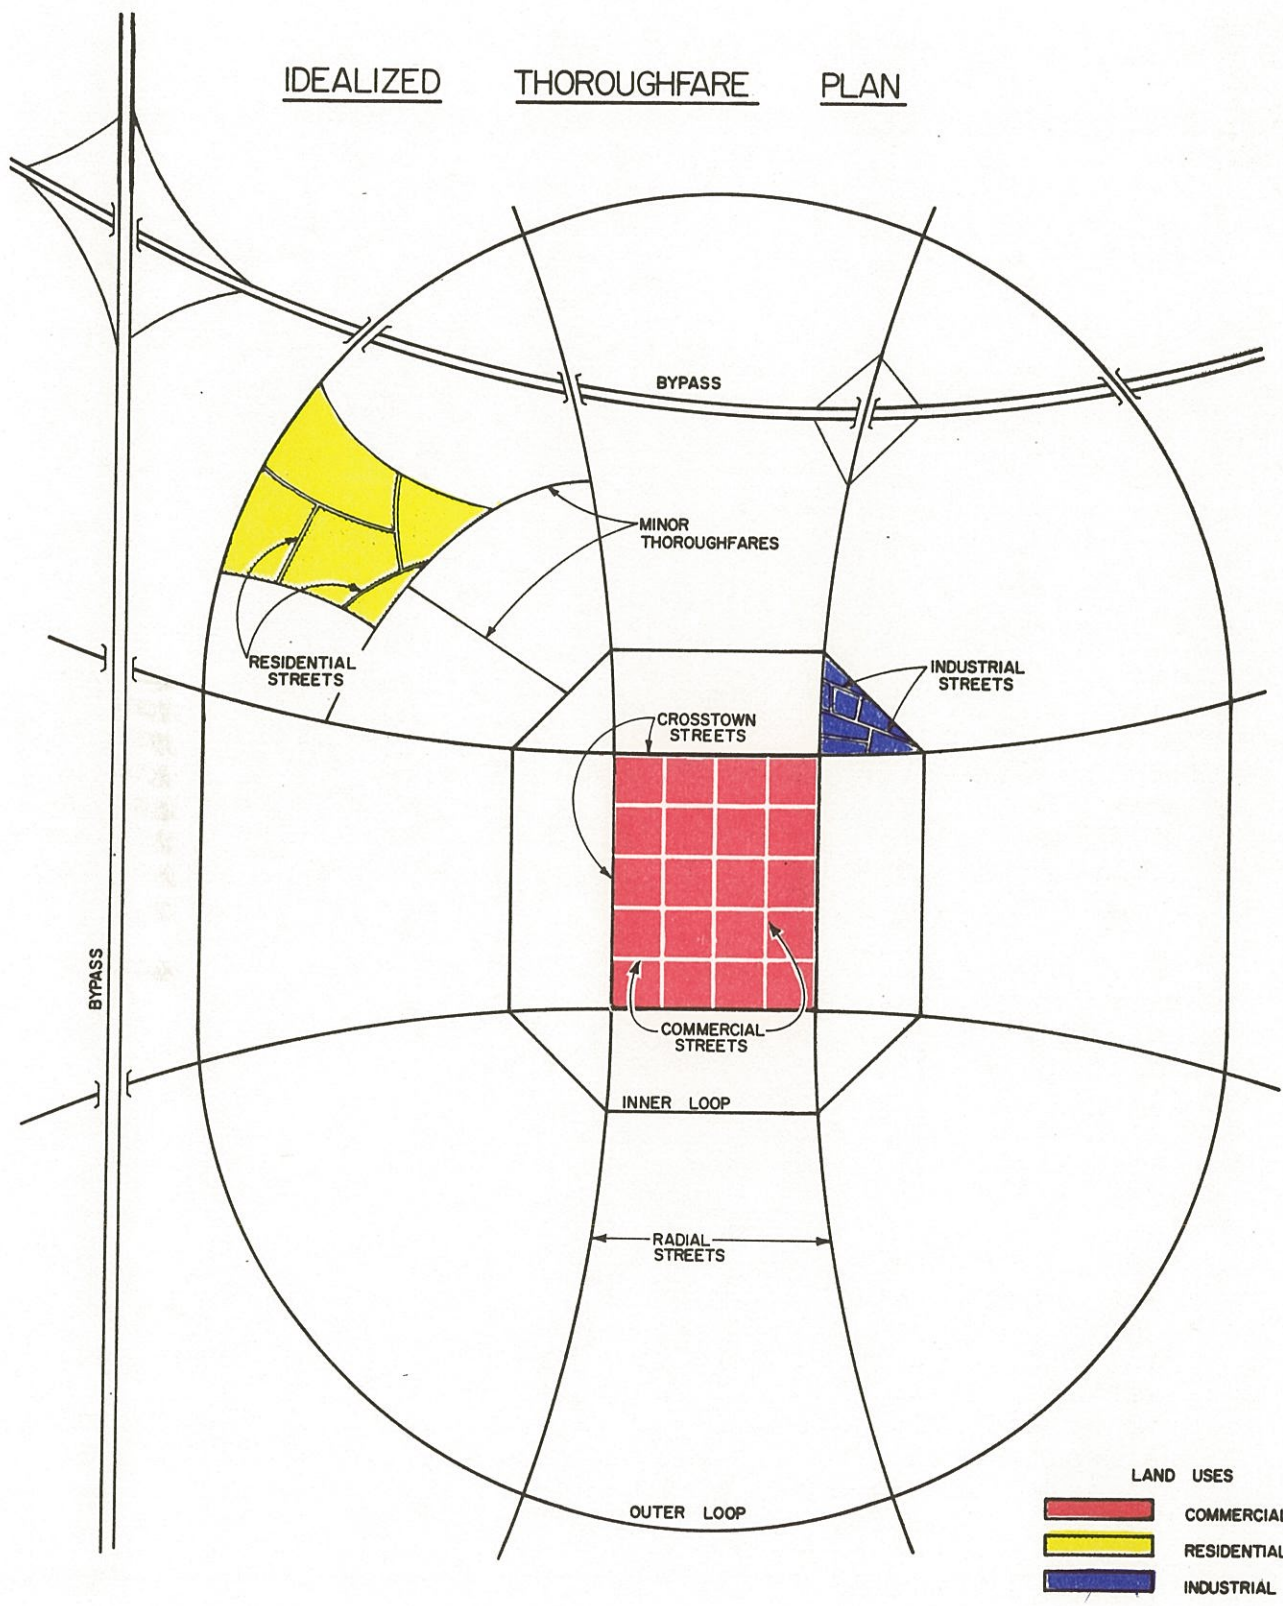 IDEALIZED THOROUGHFARE PLAN
BYPASS
MINOR
THOROUGHFARES
RESIDENTIAL
STREETS
INDUSTRIAL
STREETS
CROSSTOWN
STREETS
BYPASS
COMMERCIAL
STREETS
INNER LOOP
RADIAL
STREETS
OUTER LOOP
LAND USES
COMMERCIAL
RESIDENTIAL
INDUSTRIAL